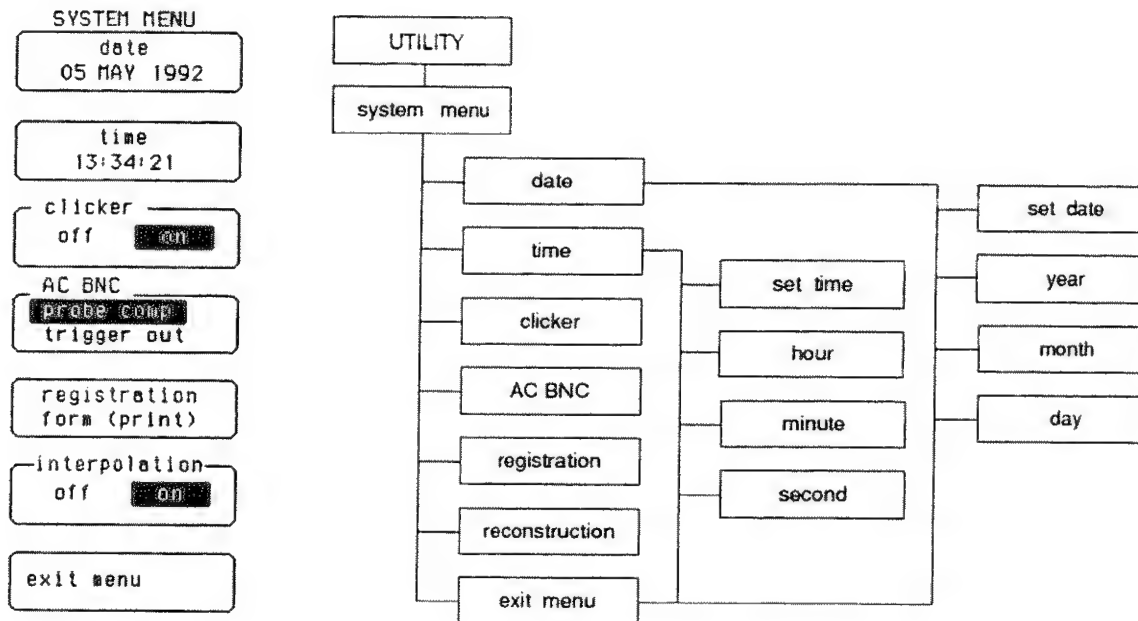 SYSTEM MENU
date
05 MAY 1992
time
13:34:21
clicker
off on
AC BNC
probe comp
trigger out
registration
form (print)
interpolation
off on
exit menu
UTILITY
system menu
date
time
clicker
AC BNC
registration
reconstruction
exit menu
set time
hour
minute
second
set date
year
month
day